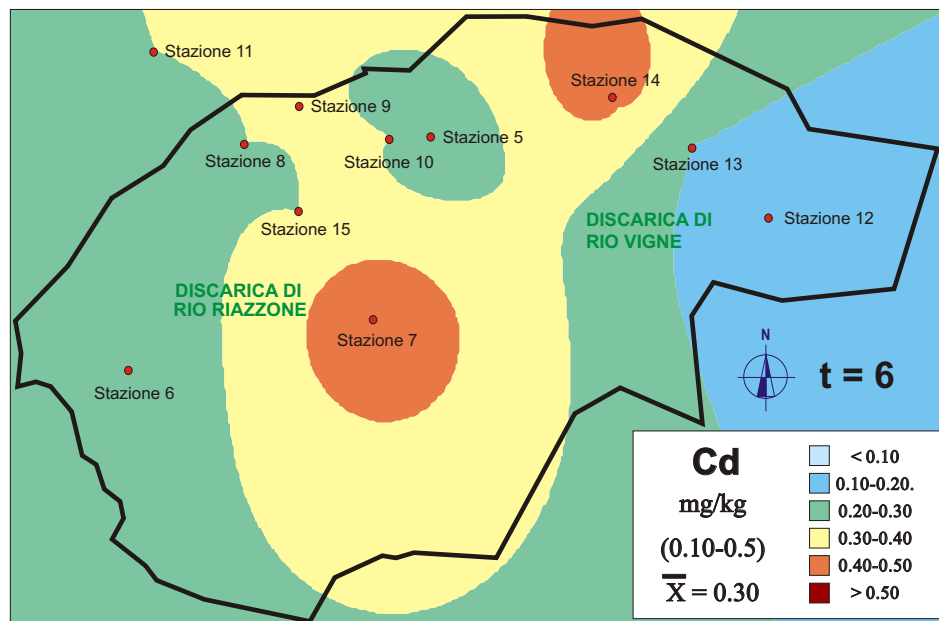 Stazione 11
Stazione 14
Stazione 9
Stazione 5
Stazione 8
Stazione 10
Stazione 13
Stazione 15
DISCARICA DI
RIO VIGNE
Stazione 12
DISCARICA DI
RIO RIAZZONE
Stazione 7
Stazione 6
N
t = 6
Cd
mg/kg
(0.10-0.5)
X̅ = 0.30
< 0.10
0.10-0.20.
0.20-0.30
0.30-0.40
0.40-0.50
> 0.50